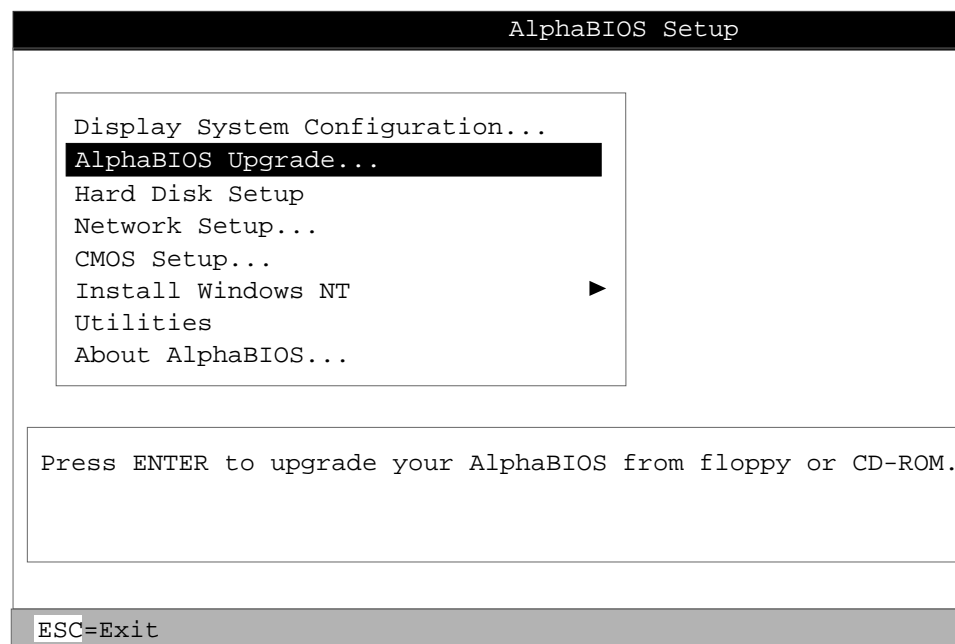 AlphaBIOS Setup
Display System Configuration...
AlphaBIOS Upgrade...
Hard Disk Setup
Network Setup...
CMOS Setup...
Install Windows NT
Utilities
About AlphaBIOS...
Press ENTER to upgrade your AlphaBIOS from floppy or CD-ROM.
ESC=Exit